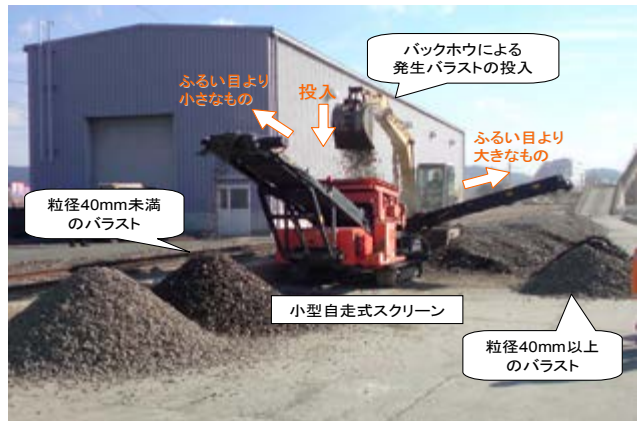 バックホウによる
発生バラストの投入
ふるい目より
小さなもの
投入
ふるい目より
大きなもの
粒径40mm未満
のバラスト
小型自走式スクリーン
粒径40mm以上
のバラスト